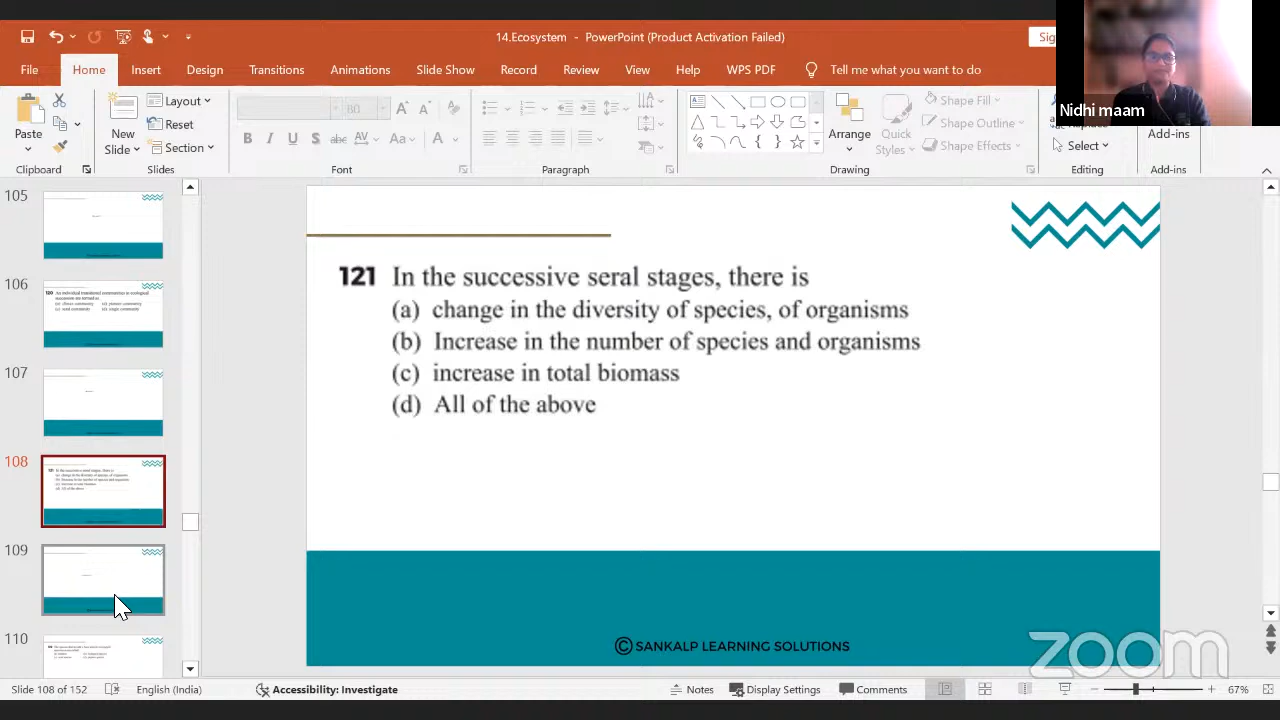 14.Ecosystem - PowerPoint (Product Activation Failed)
Nidhi maam
File Home Insert Design Transitions Animations Slide Show Record Review View Help WPS PDF Tell me what you want to do
Paste
New Slide
Layout
Reset
Section
80
B I U S abc AV Aa A
Arrange
Quick Styles
Shape Fill
Shape Outline
Shape Effects
Select
Add-ins
Clipboard Slides Font Paragraph Drawing Editing Add-ins
105
106
107
108
109
110
121 In the successive seral stages, there is
(a) change in the diversity of species, of organisms
(b) Increase in the number of species and organisms
(c) increase in total biomass
(d) All of the above
© SANKALP LEARNING SOLUTIONS
zoom
Slide 108 of 152 English (India) Accessibility: Investigate Notes Display Settings Comments 67%